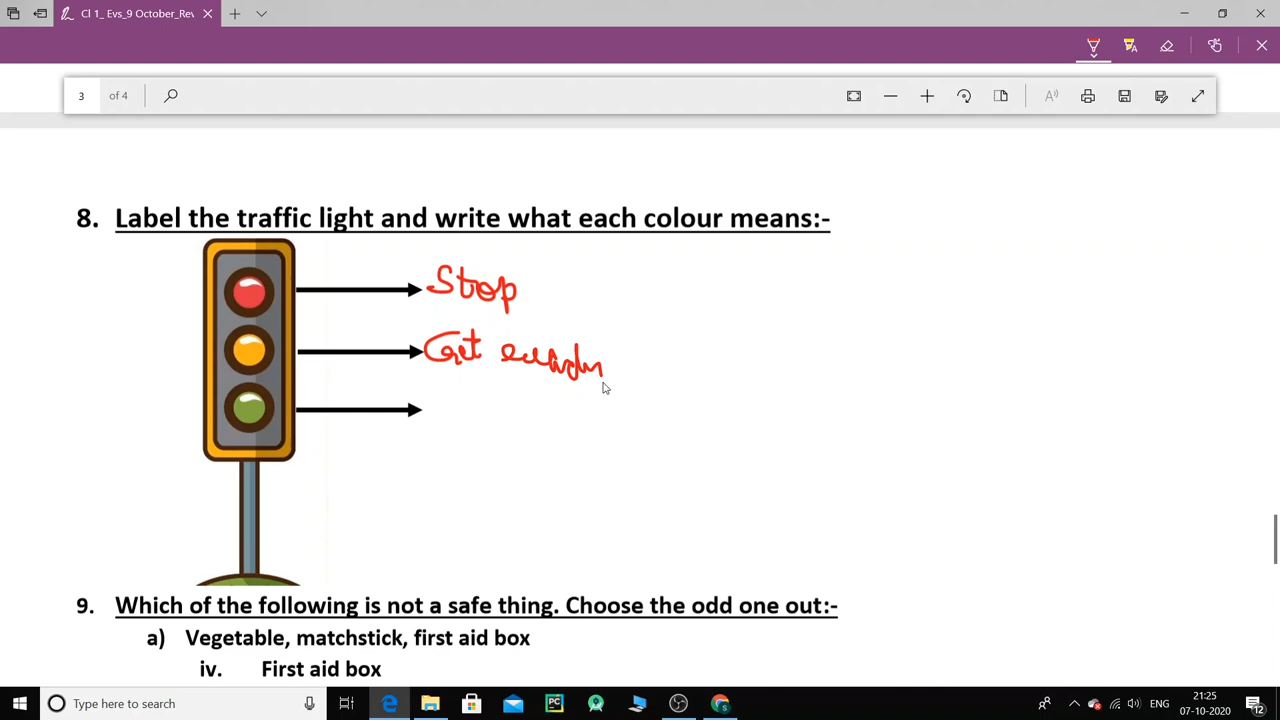 Cl 1_ Evs_9 October_Rev
3 of 4
8. Label the traffic light and write what each colour means:-
Stop
Get ready
9. Which of the following is not a safe thing. Choose the odd one out:-
a) Vegetable, matchstick, first aid box
iv. First aid box
Type here to search
ENG
21:25
07-10-2020
12